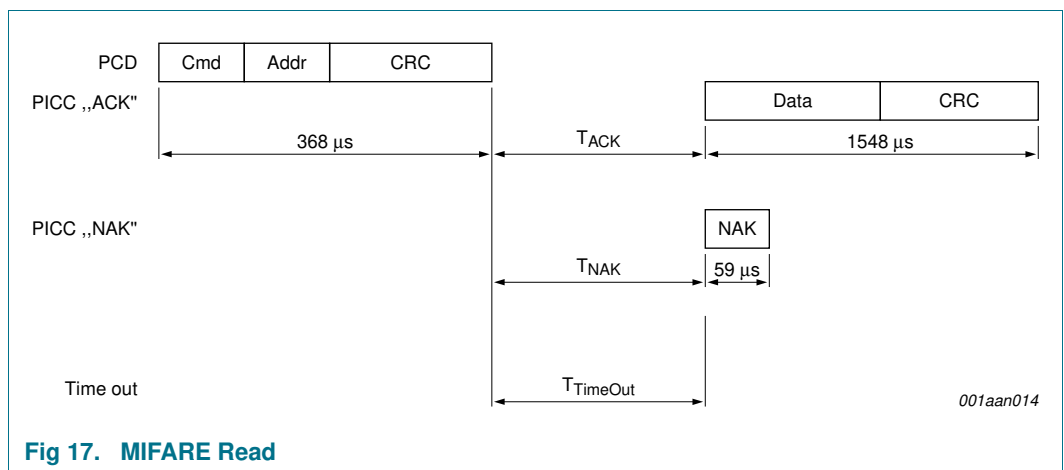 PCD Cmd Addr CRC
PICC ,,ACK" Data CRC
368 µs TACK 1548 µs
PICC ,,NAK" NAK
TNAK 59 µs
Time out TTimeOut
001aan014
Fig 17. MIFARE Read